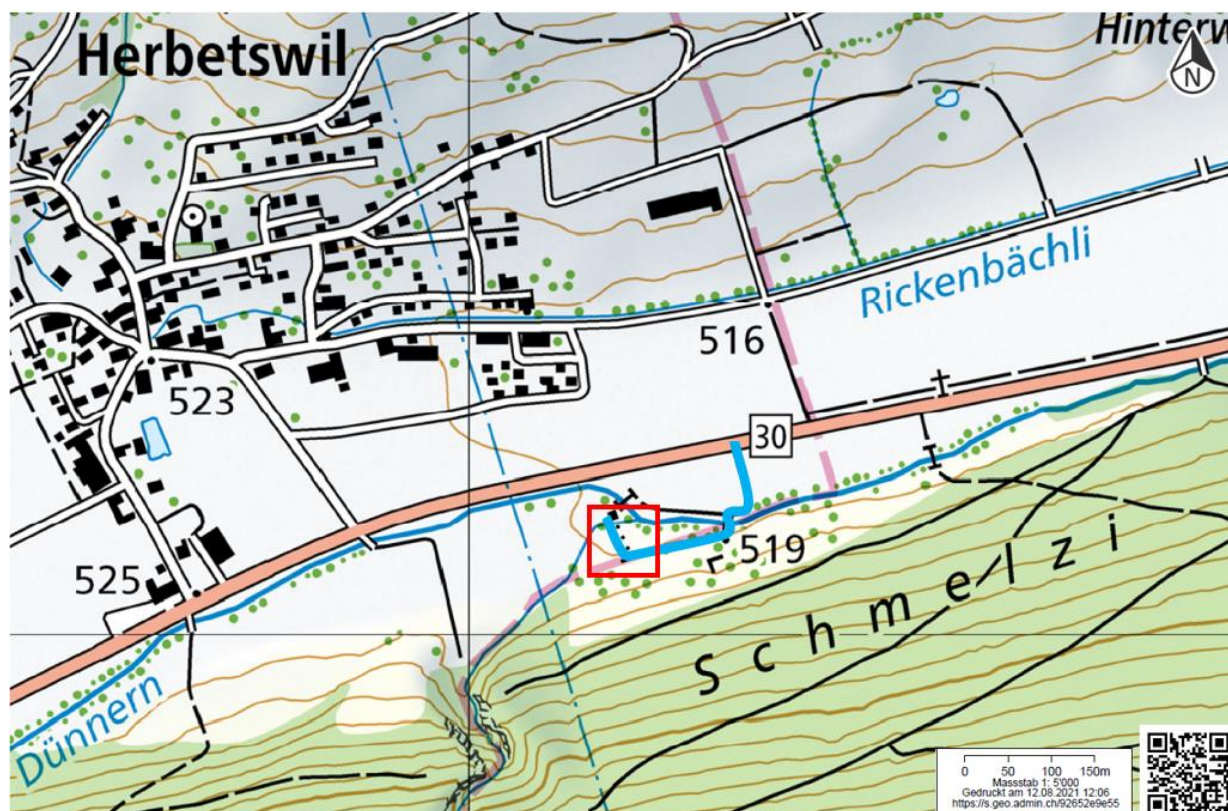 Herbetswil
Hinterw
N
Rickenbächli
516
523
30
519
525
Schmelzi
Dünnern
0 50 100 150m
Massstab 1: 5'000
Gedruckt am 12.08.2021 12:06
https://s.geo.admin.ch/92652e9e55